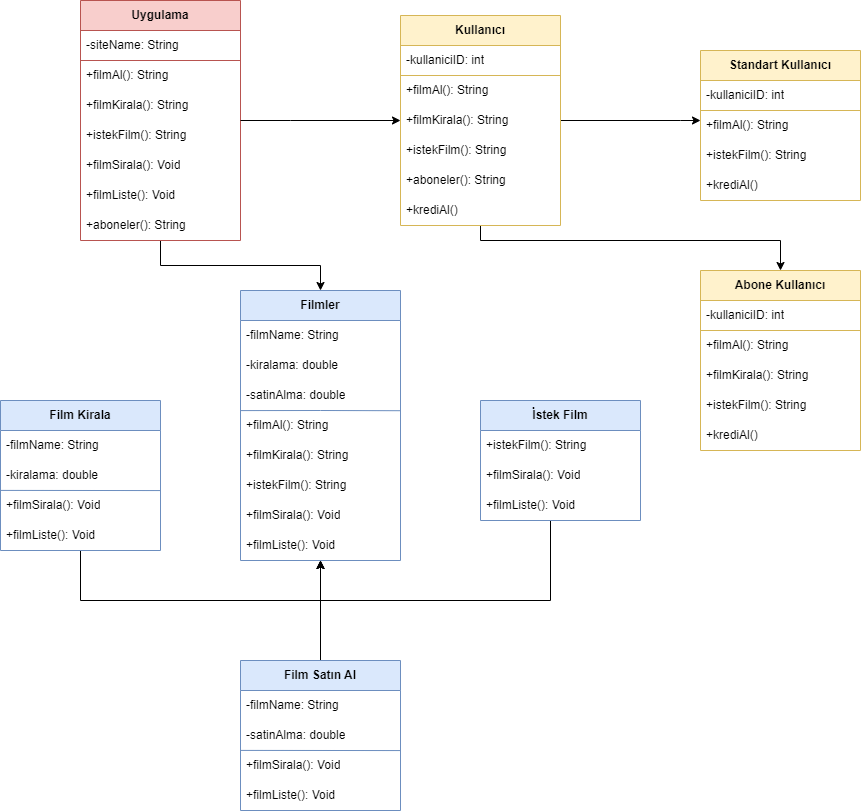 Uygulama
-siteName: String
+filmAl(): String
+filmKirala(): String
+istekFilm(): String
+filmSirala(): Void
+filmListe(): Void
+aboneler(): String
Kullanıcı
-kullaniciID: int
+filmAl(): String
+filmKirala(): String
+istekFilm(): String
+aboneler(): String
+krediAl()
Standart Kullanıcı
-kullaniciID: int
+filmAl(): String
+istekFilm(): String
+krediAl()
Abone Kullanıcı
-kullaniciID: int
+filmAl(): String
+filmKirala(): String
+istekFilm(): String
+krediAl()
Filmler
-filmName: String
-kiralama: double
-satinAlma: double
+filmAl(): String
+filmKirala(): String
+istekFilm(): String
+filmSirala(): Void
+filmListe(): Void
Film Kirala
-filmName: String
-kiralama: double
+filmSirala(): Void
+filmListe(): Void
İstek Film
+istekFilm(): String
+filmSirala(): Void
+filmListe(): Void
Film Satın Al
-filmName: String
-satinAlma: double
+filmSirala(): Void
+filmListe(): Void